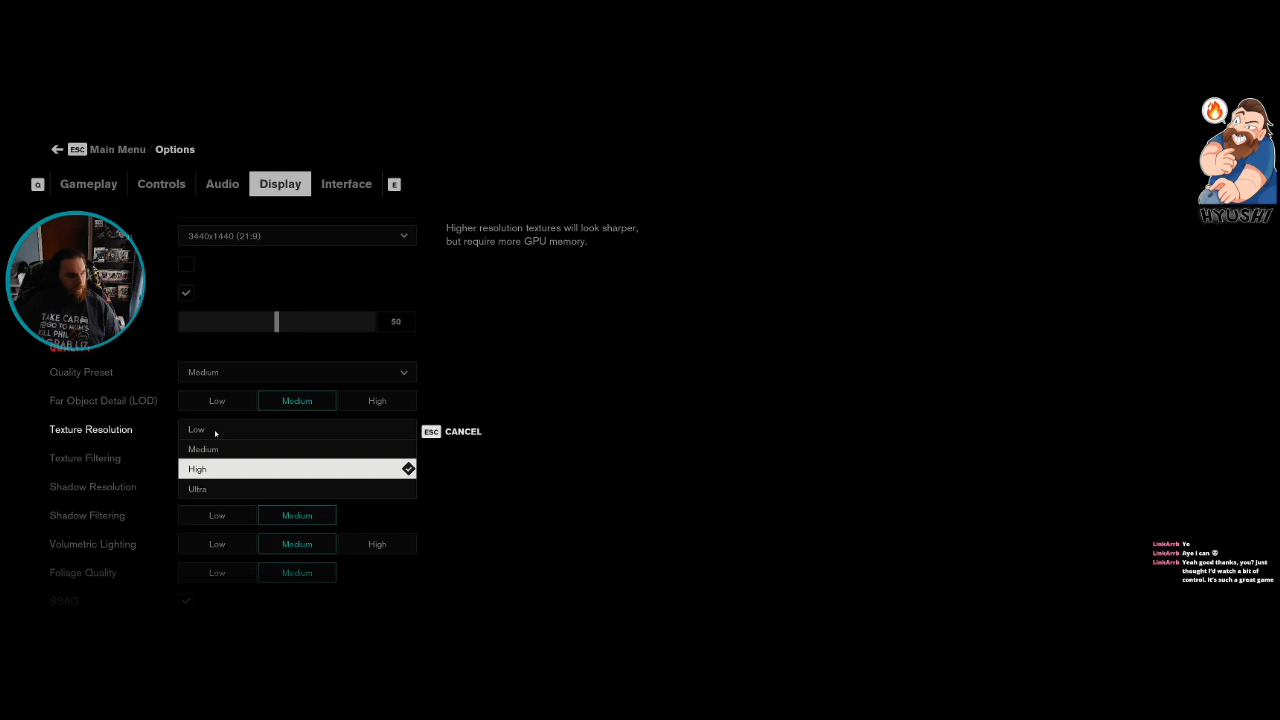 ESC Main Menu / Options
Q Gameplay Controls Audio Display Interface E
3440x1440 (21:9)
Higher resolution textures will look sharper,
but require more GPU memory.
50
Quality Preset Medium
Far Object Detail (LOD) Low Medium High
Texture Resolution Low
ESC CANCEL
Medium
Texture Filtering
High
Shadow Resolution Ultra
Shadow Filtering Low Medium
Volumetric Lighting Low Medium High
Foliage Quality Low Medium
SSAO
HYUSHI
LinkArrb Yo
LinkArrb Aye I can
LinkArrb Yeah good thanks, you? Just
thought I'd watch a bit of
control. It's such a great game